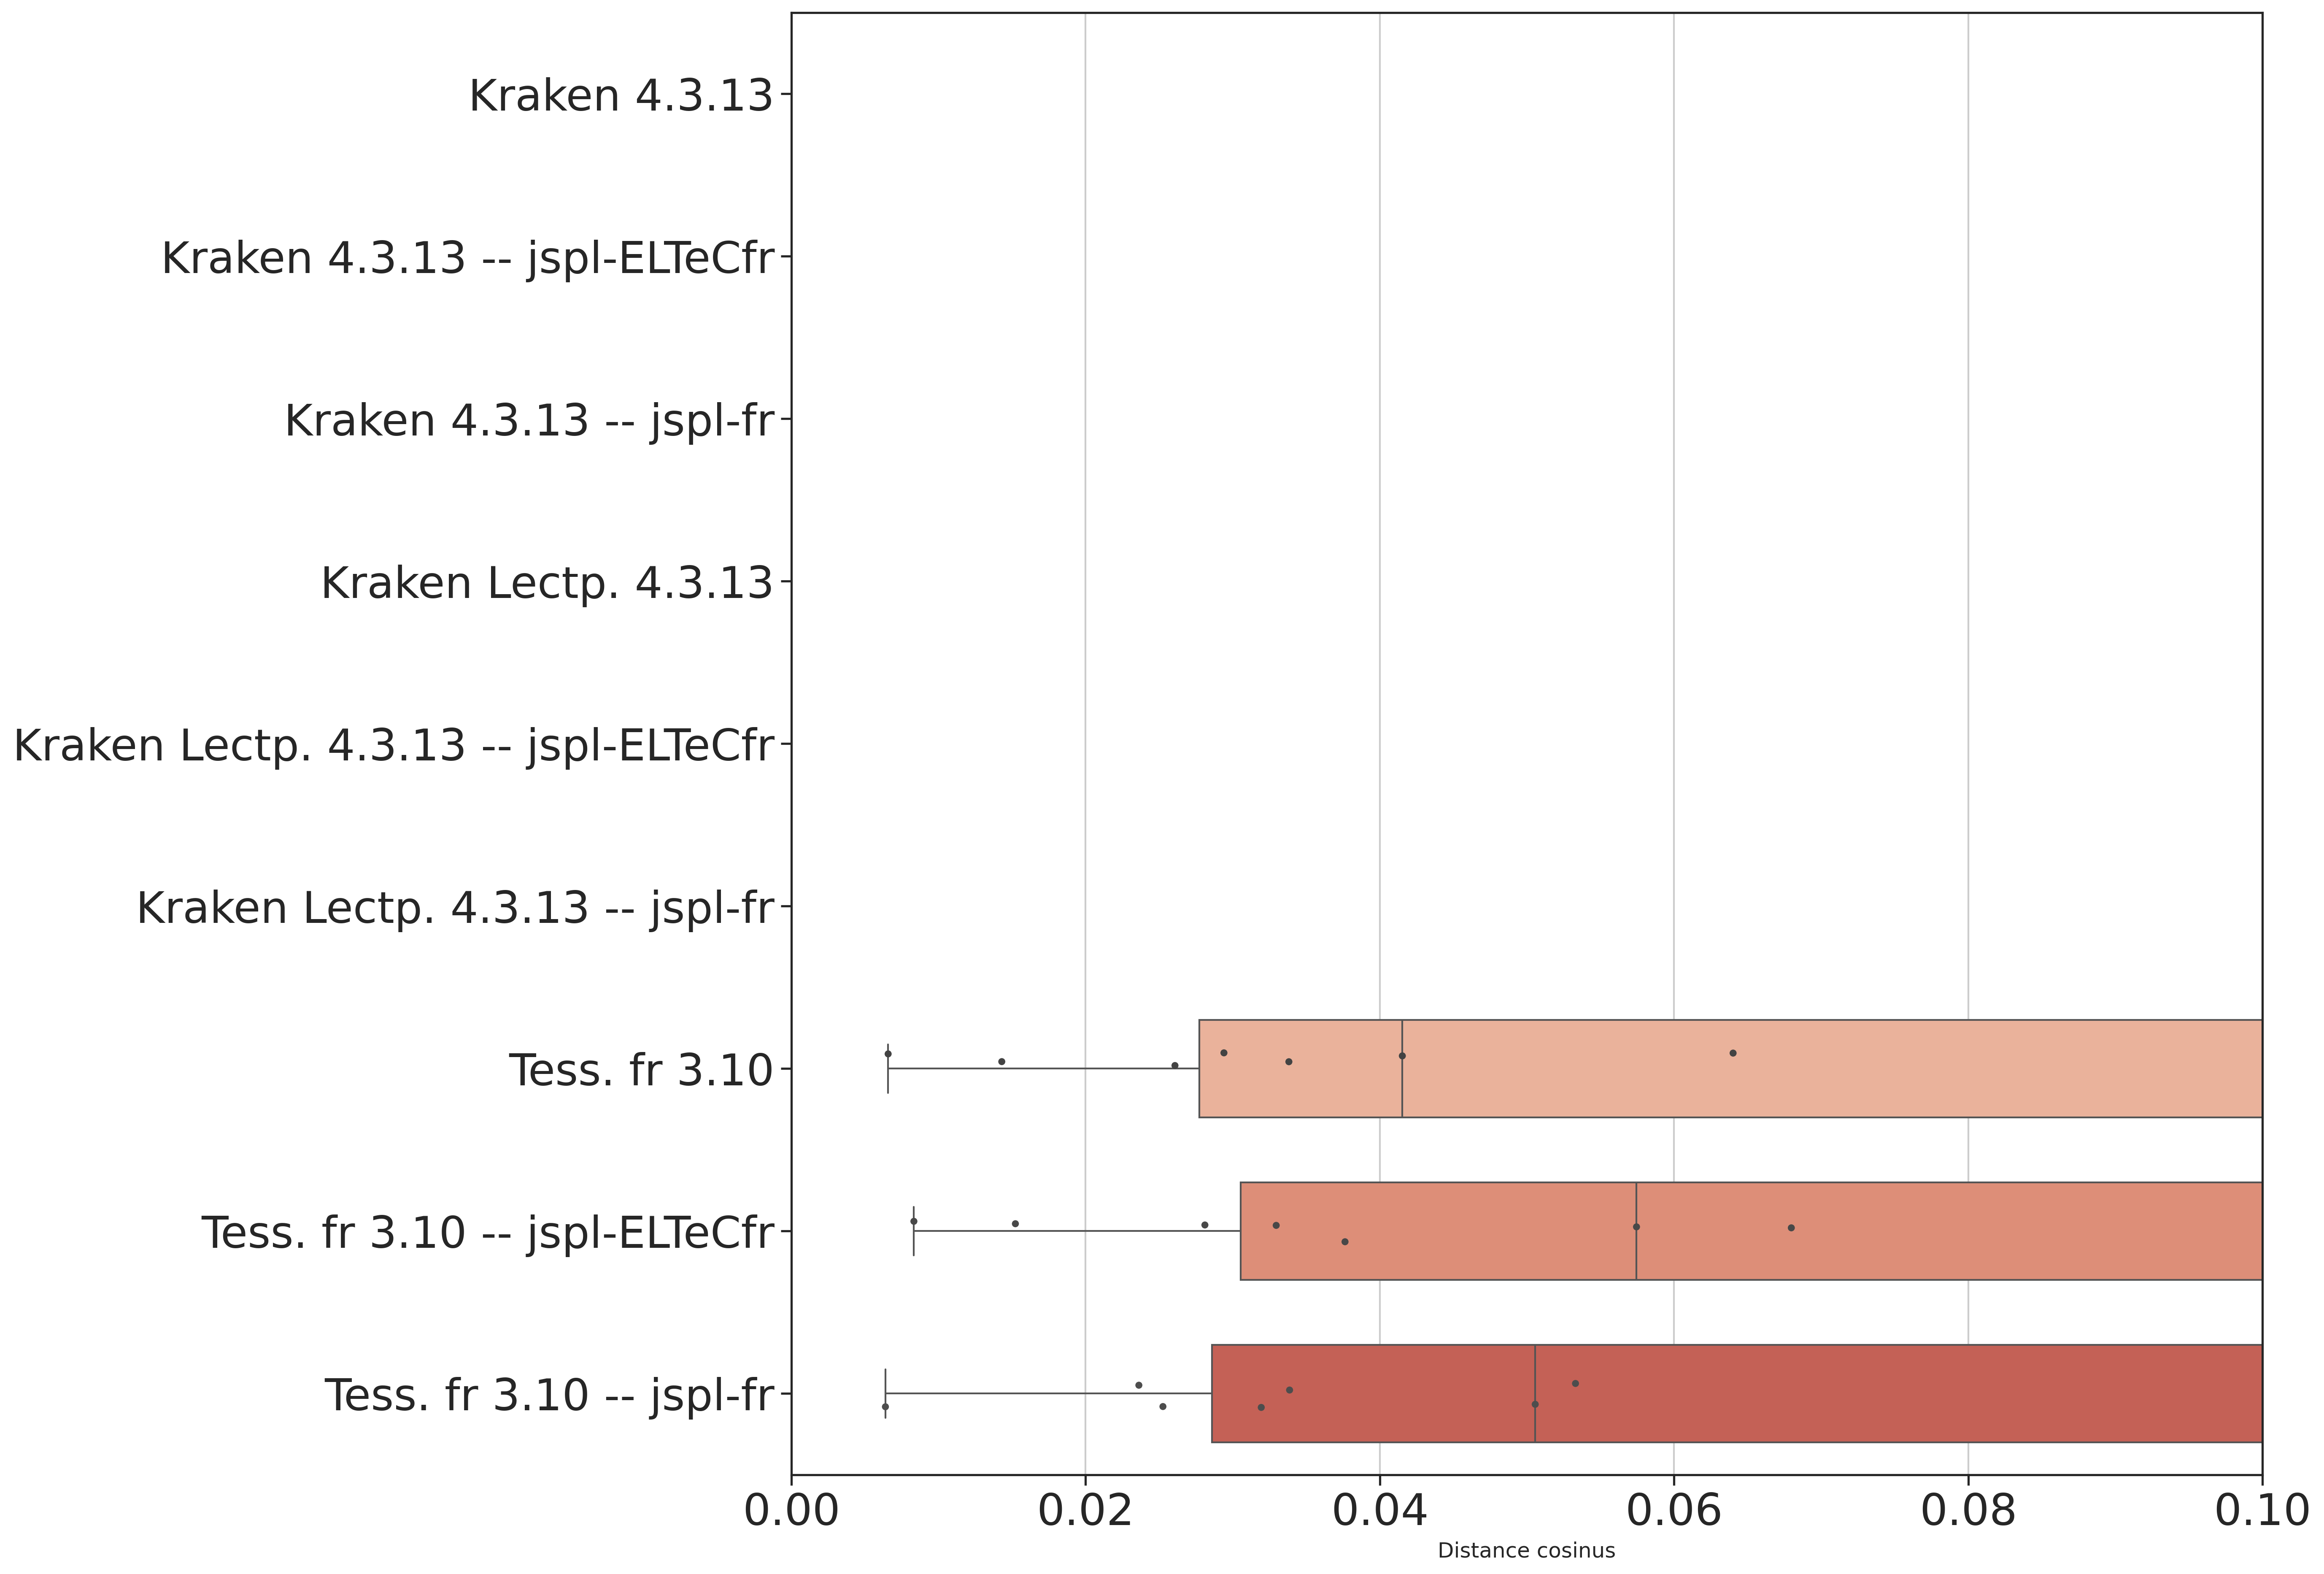 Kraken 4.3.13
Kraken 4.3.13 -- jspl-ELTeCfr
Kraken 4.3.13 -- jspl-fr
Kraken Lectp. 4.3.13
Kraken Lectp. 4.3.13 -- jspl-ELTeCfr
Kraken Lectp. 4.3.13 -- jspl-fr
Tess. fr 3.10
Tess. fr 3.10 -- jspl-ELTeCfr
Tess. fr 3.10 -- jspl-fr
0.00 0.02 0.04 0.06 0.08 0.10
Distance cosinus